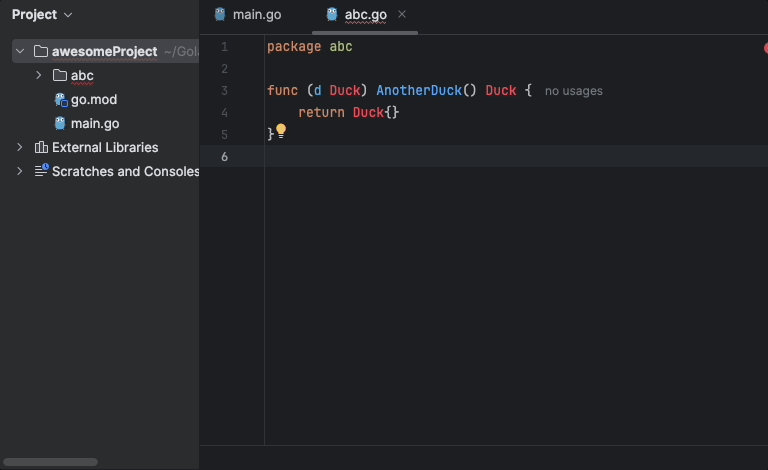 Project
main.go
abc.go
awesomeProject ~/Gola
abc
go.mod
main.go
External Libraries
Scratches and Consoles
1 package abc
2
3 func (d Duck) AnotherDuck() Duck { no usages
4 return Duck{}
5 }
6